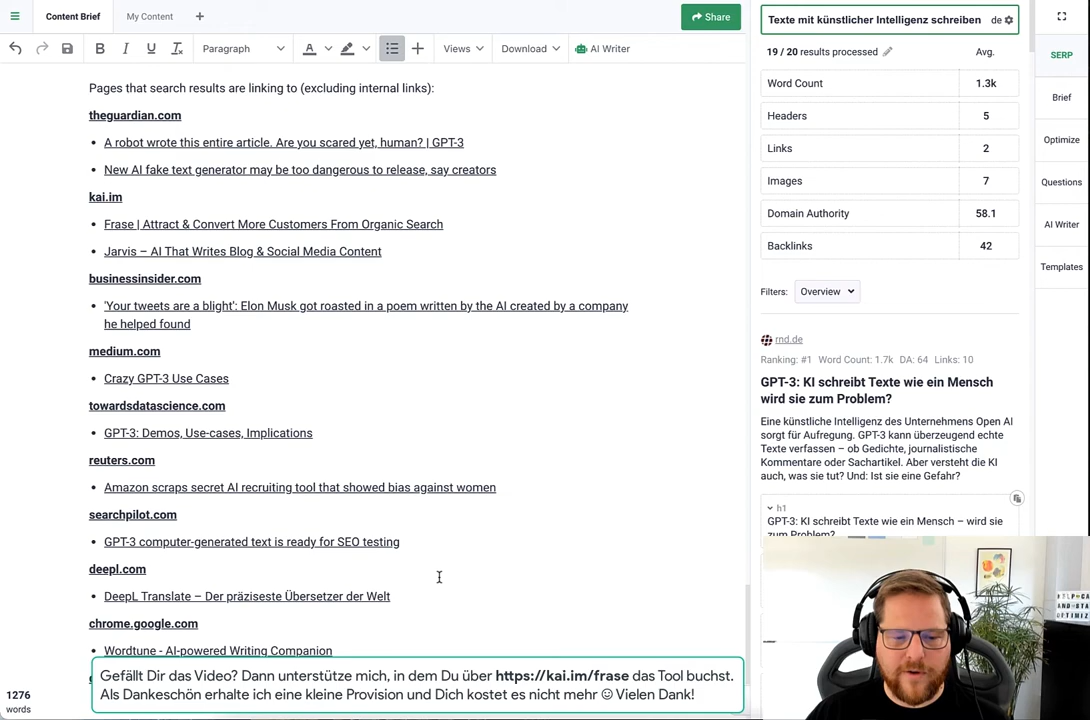 Content Brief
My Content
Share
Texte mit künstlicher Intelligenz schreiben de
Paragraph
Views
Download
AI Writer
19 / 20 results processed Avg.
SERP
Word Count 1.3k
Headers 5
Links 2
Images 7
Domain Authority 58.1
Backlinks 42
Brief
Optimize
Questions
AI Writer
Templates
Pages that search results are linking to (excluding internal links):
theguardian.com
A robot wrote this entire article. Are you scared yet, human? | GPT-3
New AI fake text generator may be too dangerous to release, say creators
kai.im
Frase | Attract & Convert More Customers From Organic Search
Jarvis – AI That Writes Blog & Social Media Content
businessinsider.com
'Your tweets are a blight': Elon Musk got roasted in a poem written by the AI created by a company
he helped found
medium.com
Crazy GPT-3 Use Cases
towardsdatascience.com
GPT-3: Demos, Use-cases, Implications
reuters.com
Amazon scraps secret AI recruiting tool that showed bias against women
searchpilot.com
GPT-3 computer-generated text is ready for SEO testing
deepl.com
DeepL Translate – Der präziseste Übersetzer der Welt
chrome.google.com
Wordtune - AI-powered Writing Companion
Filters: Overview
rnd.de
Ranking: #1 Word Count: 1.7k DA: 64 Links: 10
GPT-3: KI schreibt Texte wie ein Mensch
wird sie zum Problem?
Eine künstliche Intelligenz des Unternehmens Open AI
sorgt für Aufregung. GPT-3 kann überzeugend echte
Texte verfassen – ob Gedichte, journalistische
Kommentare oder Sachartikel. Aber versteht die KI
auch, was sie tut? Und: Ist sie eine Gefahr?
h1
GPT-3: KI schreibt Texte wie ein Mensch – wird sie
zum Problem?
Gefällt Dir das Video? Dann unterstütze mich, in dem Du über https://kai.im/frase das Tool buchst.
Als Dankeschön erhalte ich eine kleine Provision und Dich kostet es nicht mehr ☺ Vielen Dank!
1276
words